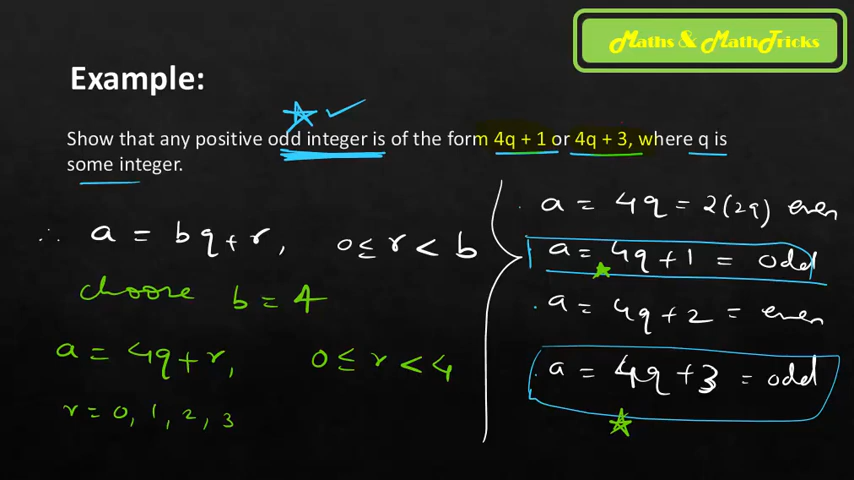 Maths & MathTricks
Example:
Show that any positive odd integer is of the form 4q + 1 or 4q + 3, where q is
some integer.
∴ a = bq + r, 0 ≤ r < b
choose b = 4
a = 4q + r, 0 ≤ r < 4
r = 0, 1, 2, 3
a = 4q = 2(2q) even
a = 4q + 1 = odd
a = 4q + 2 = even
a = 4q + 3 = odd